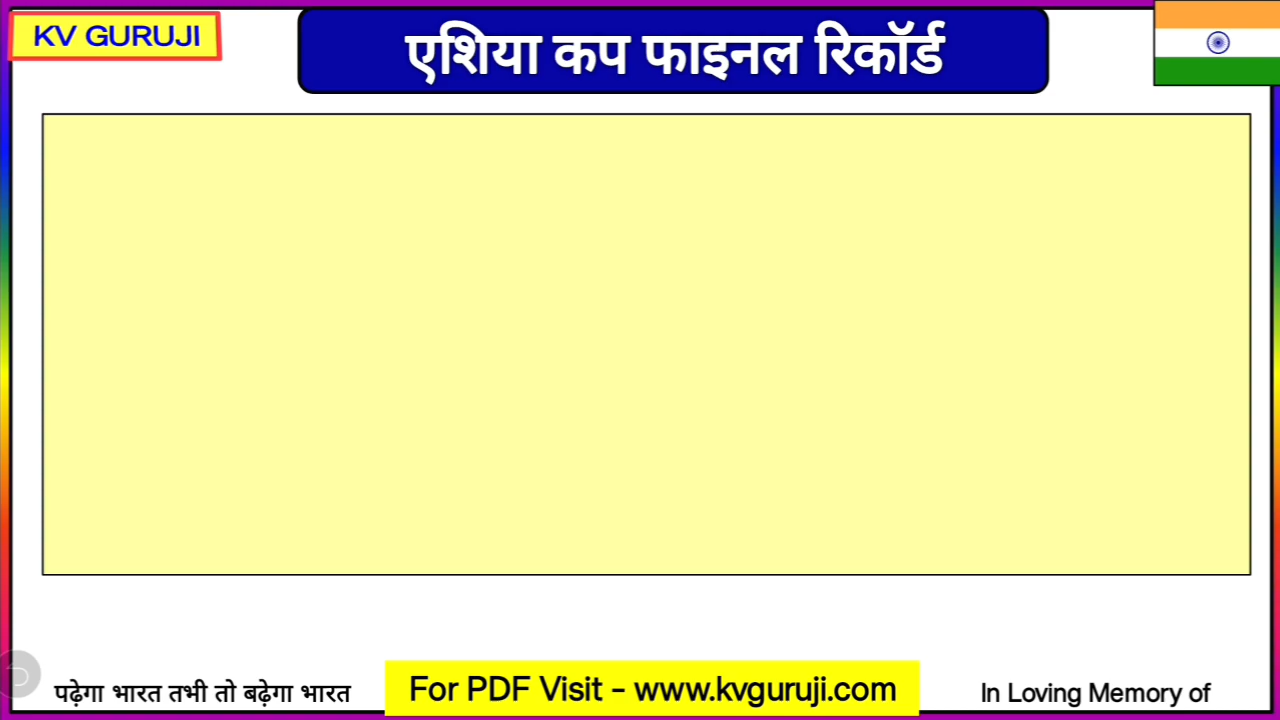 KV GURUJI
एशिया कप फाइनल रिकॉर्ड
पढ़ेगा भारत तभी तो बढ़ेगा भारत
For PDF Visit - www.kvguruji.com
In Loving Memory of